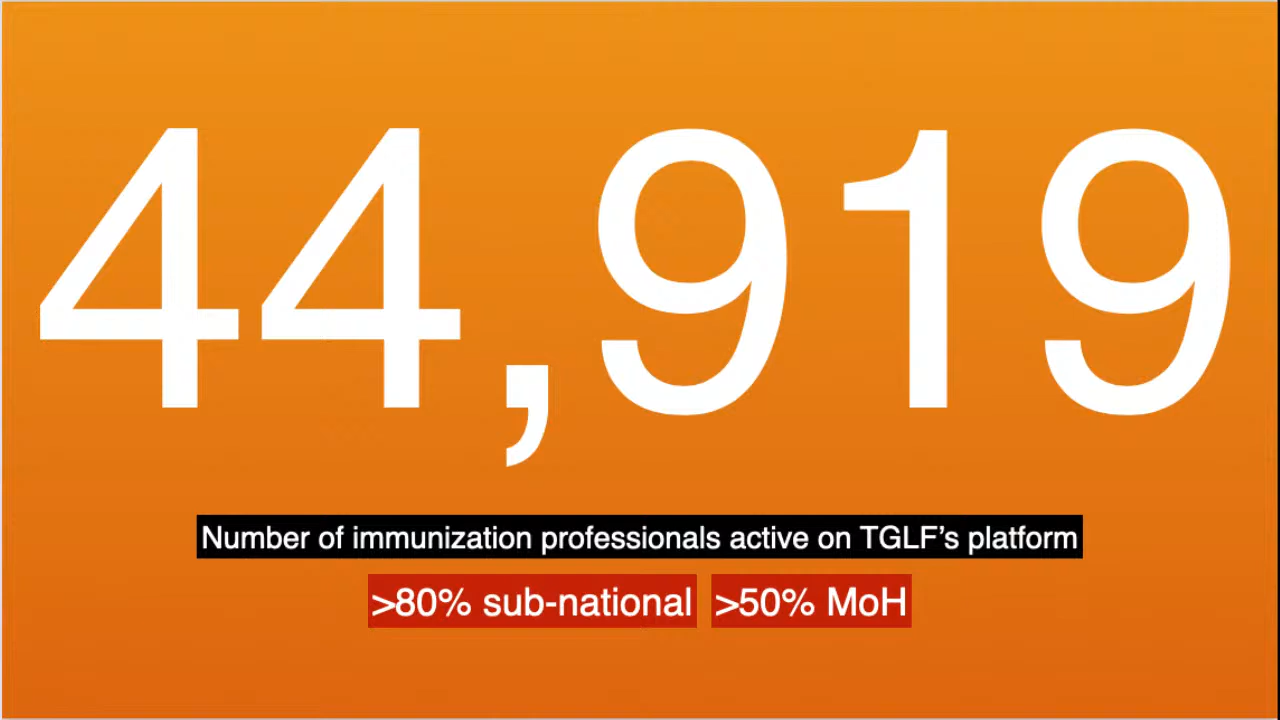 44,919
Number of immunization professionals active on TGLF’s platform
>80% sub-national >50% MoH